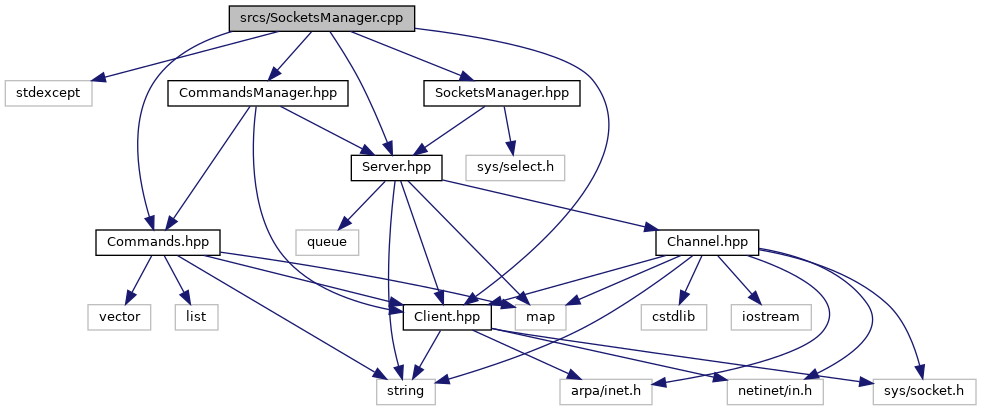 srcs/SocketsManager.cpp
stdexcept
CommandsManager.hpp
SocketsManager.hpp
Server.hpp
sys/select.h
Commands.hpp
queue
Channel.hpp
vector
list
Client.hpp
map
cstdlib
iostream
string
arpa/inet.h
netinet/in.h
sys/socket.h